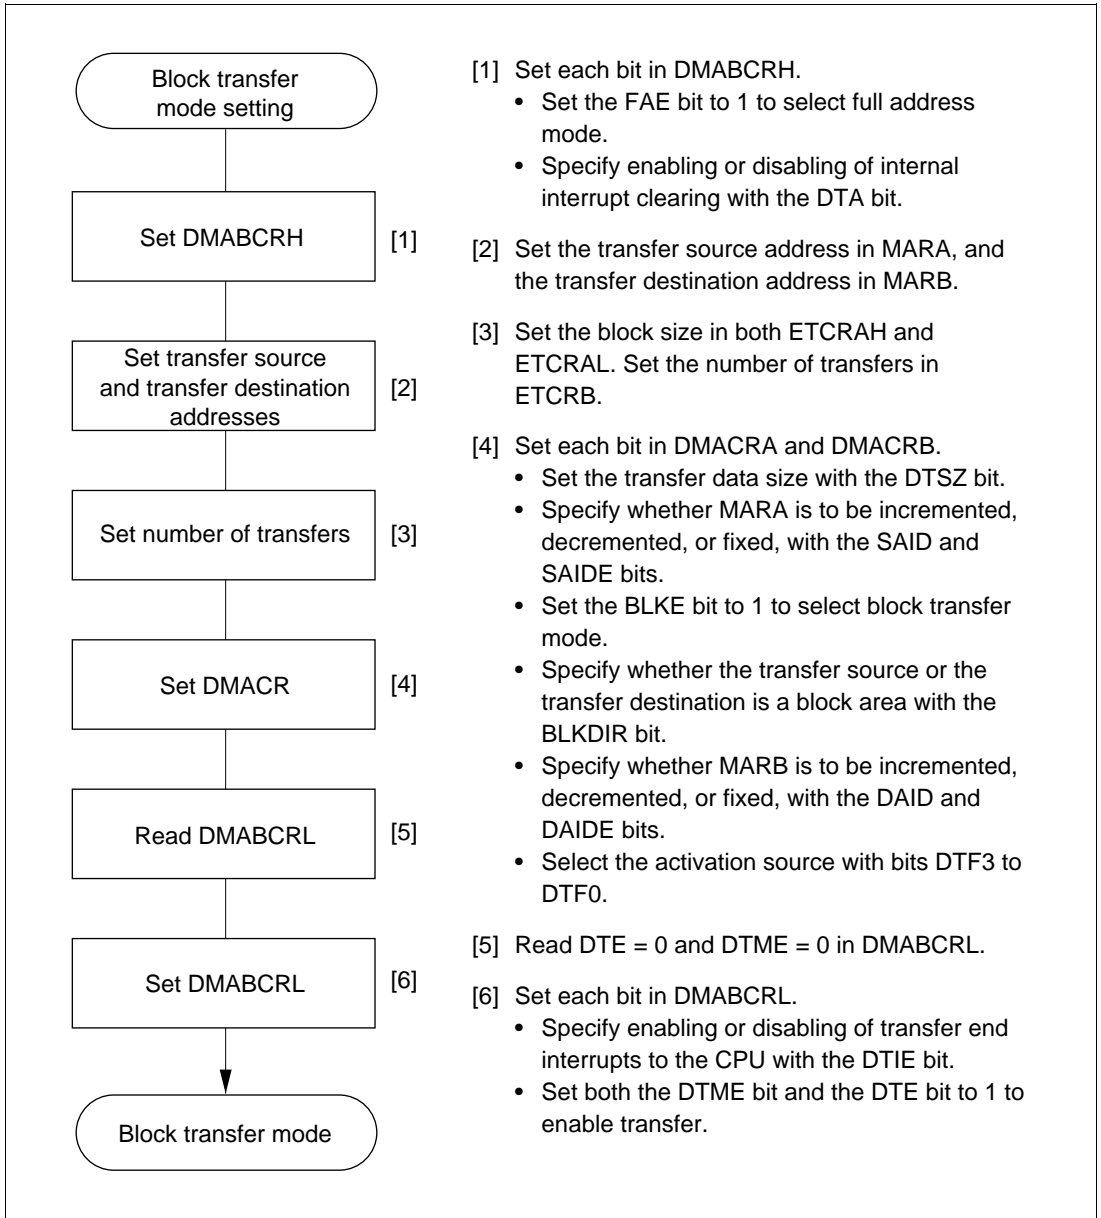 Block transfer
mode setting
Set DMABCRH
[1]
Set transfer source
and transfer destination
addresses
[2]
Set number of transfers
[3]
Set DMACR
[4]
Read DMABCRL
[5]
Set DMABCRL
[6]
Block transfer mode
[1] Set each bit in DMABCRH.
• Set the FAE bit to 1 to select full address
mode.
• Specify enabling or disabling of internal
interrupt clearing with the DTA bit.
[2] Set the transfer source address in MARA, and
the transfer destination address in MARB.
[3] Set the block size in both ETCRAH and
ETCRAL. Set the number of transfers in
ETCRB.
[4] Set each bit in DMACRA and DMACRB.
• Set the transfer data size with the DTSZ bit.
• Specify whether MARA is to be incremented,
decremented, or fixed, with the SAID and
SAIDE bits.
• Set the BLKE bit to 1 to select block transfer
mode.
• Specify whether the transfer source or the
transfer destination is a block area with the
BLKDIR bit.
• Specify whether MARB is to be incremented,
decremented, or fixed, with the DAID and
DAIDE bits.
• Select the activation source with bits DTF3 to
DTF0.
[5] Read DTE = 0 and DTME = 0 in DMABCRL.
[6] Set each bit in DMABCRL.
• Specify enabling or disabling of transfer end
interrupts to the CPU with the DTIE bit.
• Set both the DTME bit and the DTE bit to 1 to
enable transfer.